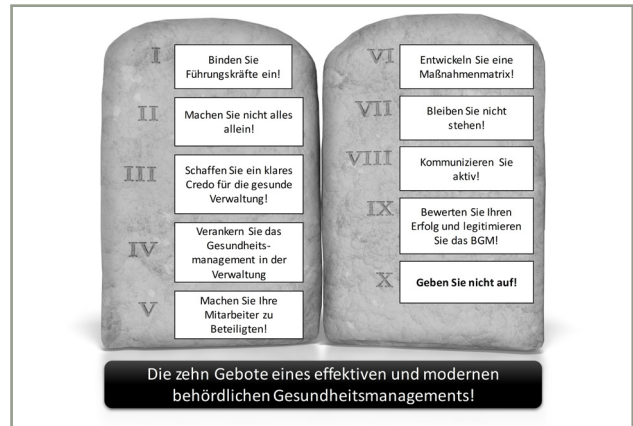 I
Binden Sie
Führungskräfte ein!
II
Machen Sie nicht alles
allein!
III
Schaffen Sie ein klares
Credo für die gesunde
Verwaltung!
IV
Verankern Sie das
Gesundheits-
management in der
Verwaltung
V
Machen Sie Ihre
Mitarbeiter zu
Beteiligten!
VI
Entwickeln Sie eine
Maßnahmenmatrix!
VII
Bleiben Sie nicht
stehen!
VIII
Kommunizieren Sie
aktiv!
IX
Bewerten Sie Ihren
Erfolg und legitimieren
Sie das BGM!
X
Geben Sie nicht auf!
Die zehn Gebote eines effektiven und modernen
behördlichen Gesundheitsmanagements!